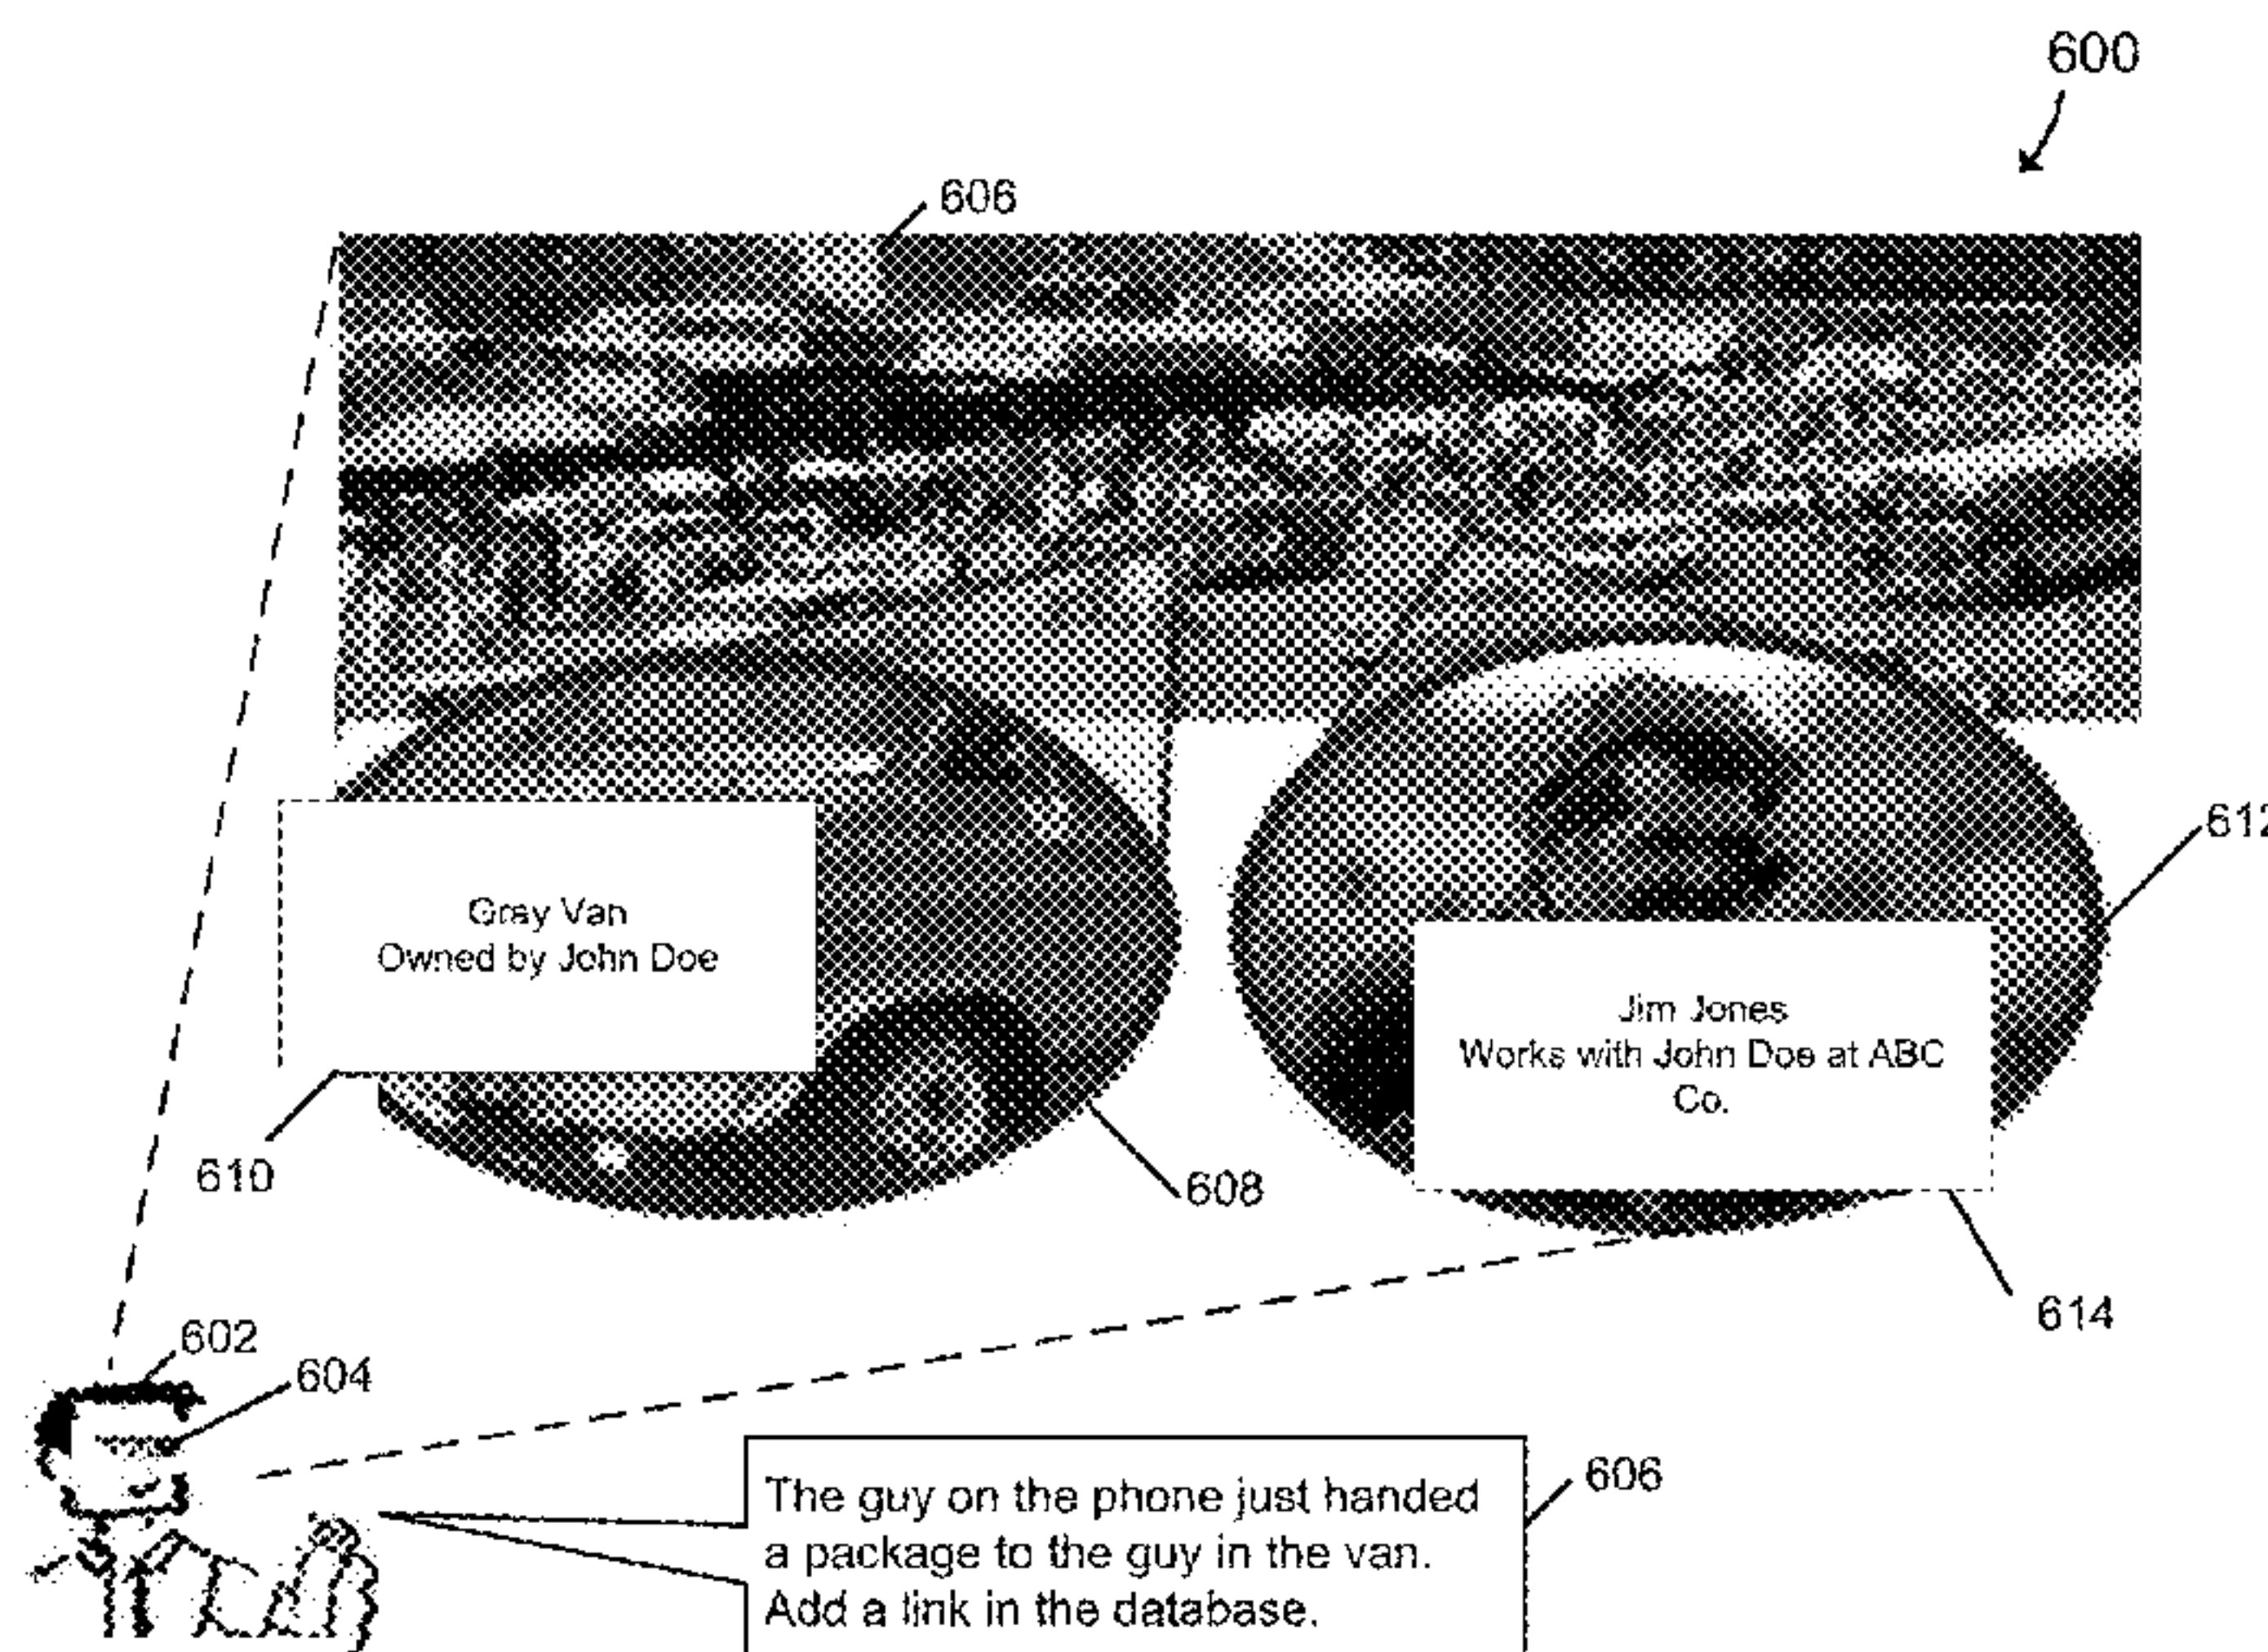 600
606
612
Gray Van
Owned by John Doe
Jim Jones
Works with John Doe at ABC
Co.
610
608
614
602
604
606
The guy on the phone just handed
a package to the guy in the van.
Add a link in the database.